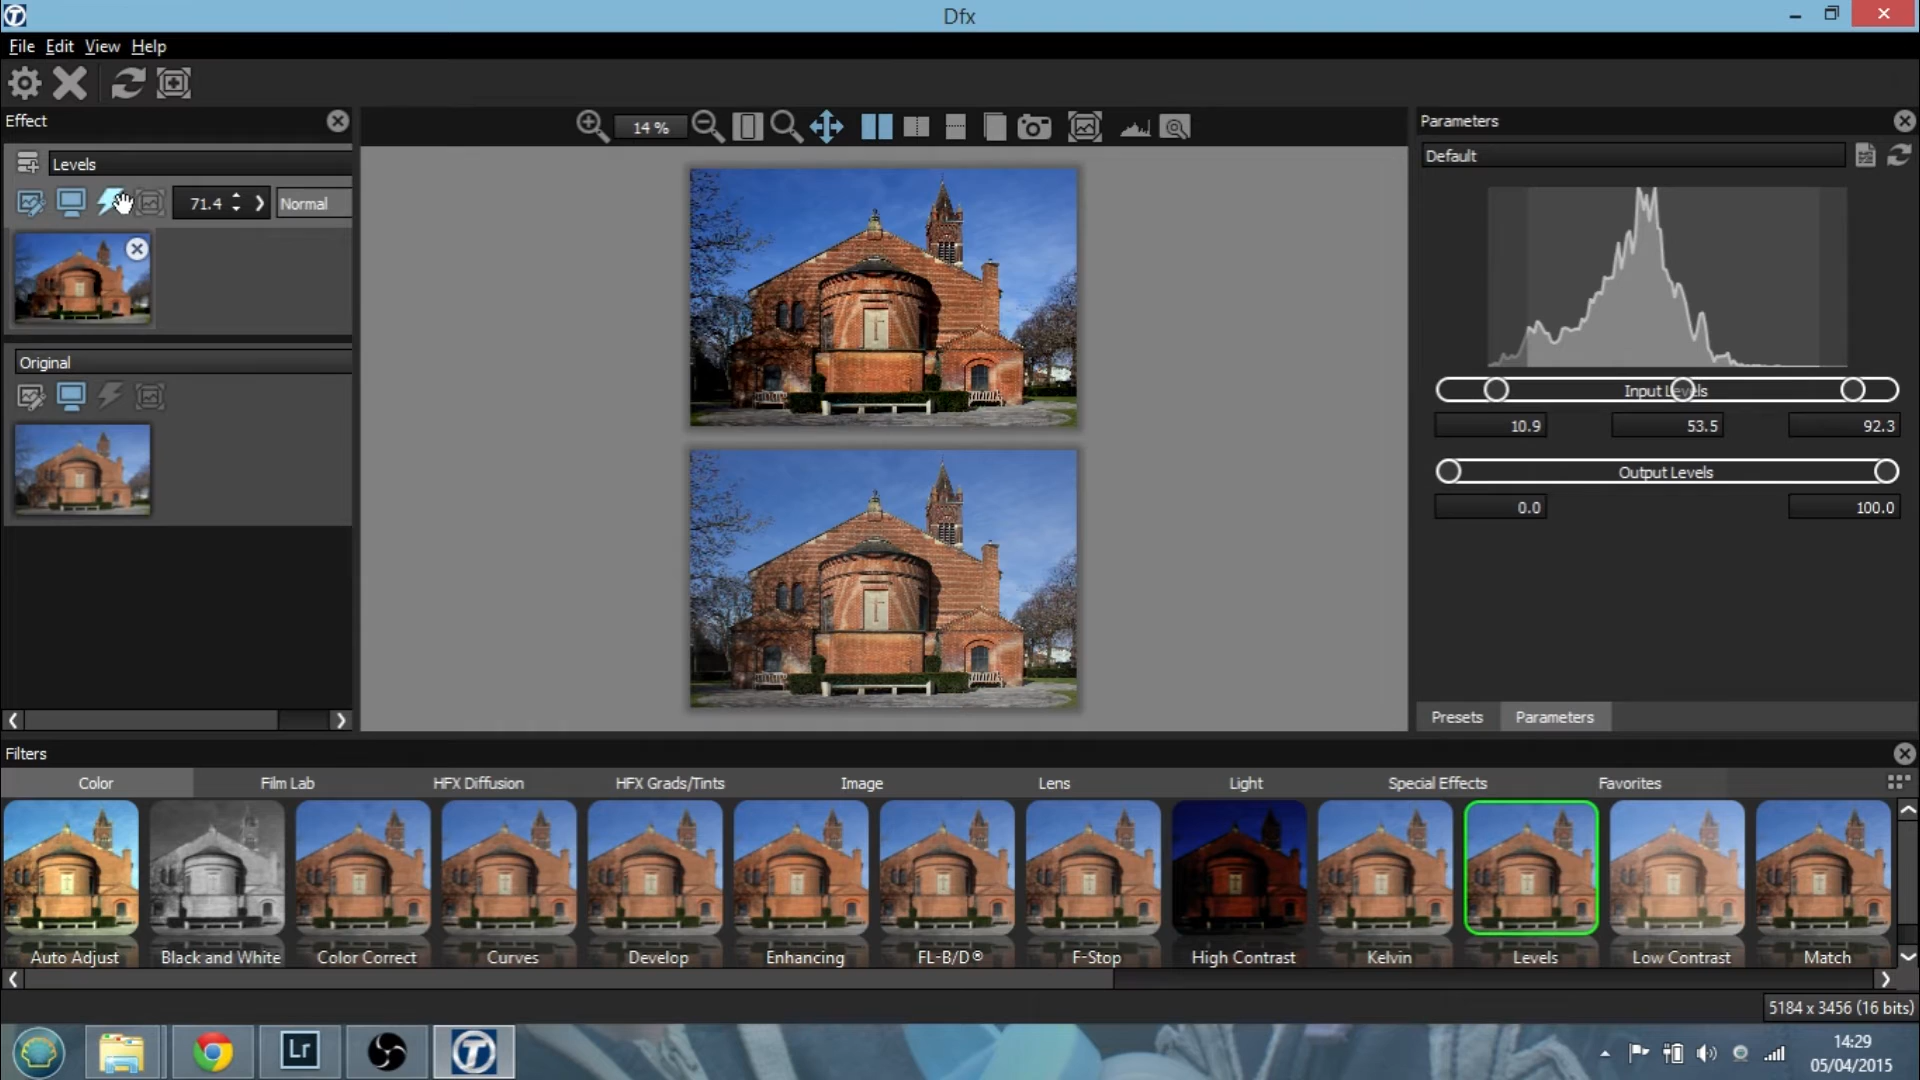 Dfx
File Edit View Help
Effect
14 %
Parameters
Levels
Default
71.4
Normal
Original
Input Levels
10.9 53.5 92.3
Output Levels
0.0 100.0
Presets Parameters
Filters
Color Film Lab HFX Diffusion HFX Grads/Tints Image Lens Light Special Effects Favorites
Auto Adjust Black and White Color Correct Curves Develop Enhancing FL-B/D® F-Stop High Contrast Kelvin Levels Low Contrast Match
5184 x 3456 (16 bits)
Lr
14:29
05/04/2015